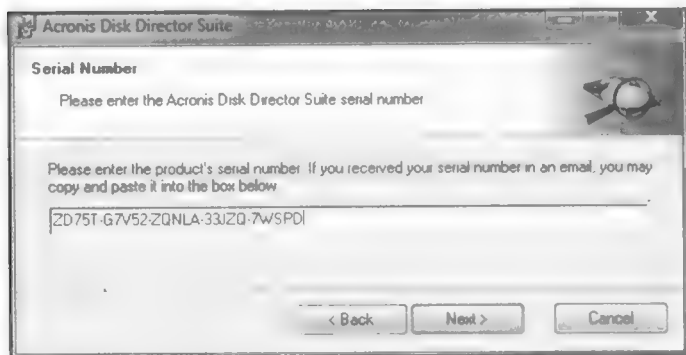 Acronis Disk Director Suite
Serial Number
Please enter the Acronis Disk Director Suite serial number
Please enter the product's serial number. If you received your serial number in an email, you may
copy and paste it into the box below
ZD75T-G7V52-ZQNLA-33JZQ-7WSPD
< Back
Next >
Cancel